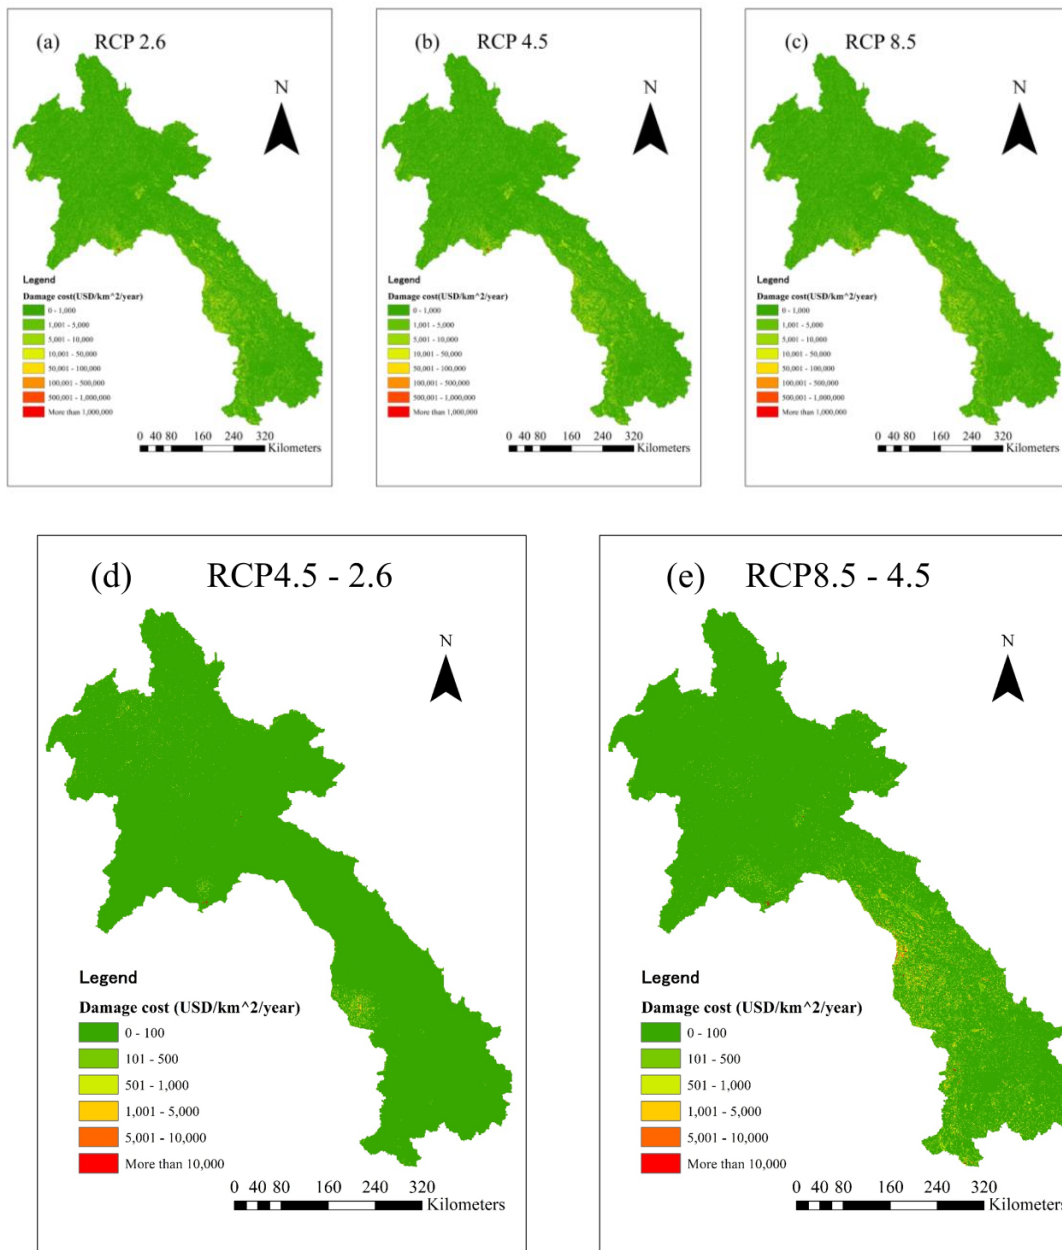 (a) RCP 2.6
N
Legend
Damage cost(USD/km^2/year)
0 - 1,000
1,001 - 5,000
5,001 - 10,000
10,001 - 50,000
50,001 - 100,000
100,001 - 500,000
500,001 - 1,000,000
More than 1,000,000
0 40 80 160 240 320
Kilometers
(b) RCP 4.5
N
Legend
Damage cost(USD/km^2/year)
0 - 1,000
1,001 - 5,000
5,001 - 10,000
10,001 - 50,000
50,001 - 100,000
100,001 - 500,000
500,001 - 1,000,000
More than 1,000,000
0 40 80 160 240 320
Kilometers
(c) RCP 8.5
N
Legend
Damage cost(USD/km^2/year)
0 - 1,000
1,001 - 5,000
5,001 - 10,000
10,001 - 50,000
50,001 - 100,000
100,001 - 500,000
500,001 - 1,000,000
More than 1,000,000
0 40 80 160 240 320
Kilometers
(d) RCP4.5 - 2.6
N
Legend
Damage cost (USD/km^2/year)
0 - 100
101 - 500
501 - 1,000
1,001 - 5,000
5,001 - 10,000
More than 10,000
0 40 80 160 240 320
Kilometers
(e) RCP8.5 - 4.5
N
Legend
Damage cost (USD/km^2/year)
0 - 100
101 - 500
501 - 1,000
1,001 - 5,000
5,001 - 10,000
More than 10,000
0 40 80 160 240 320
Kilometers